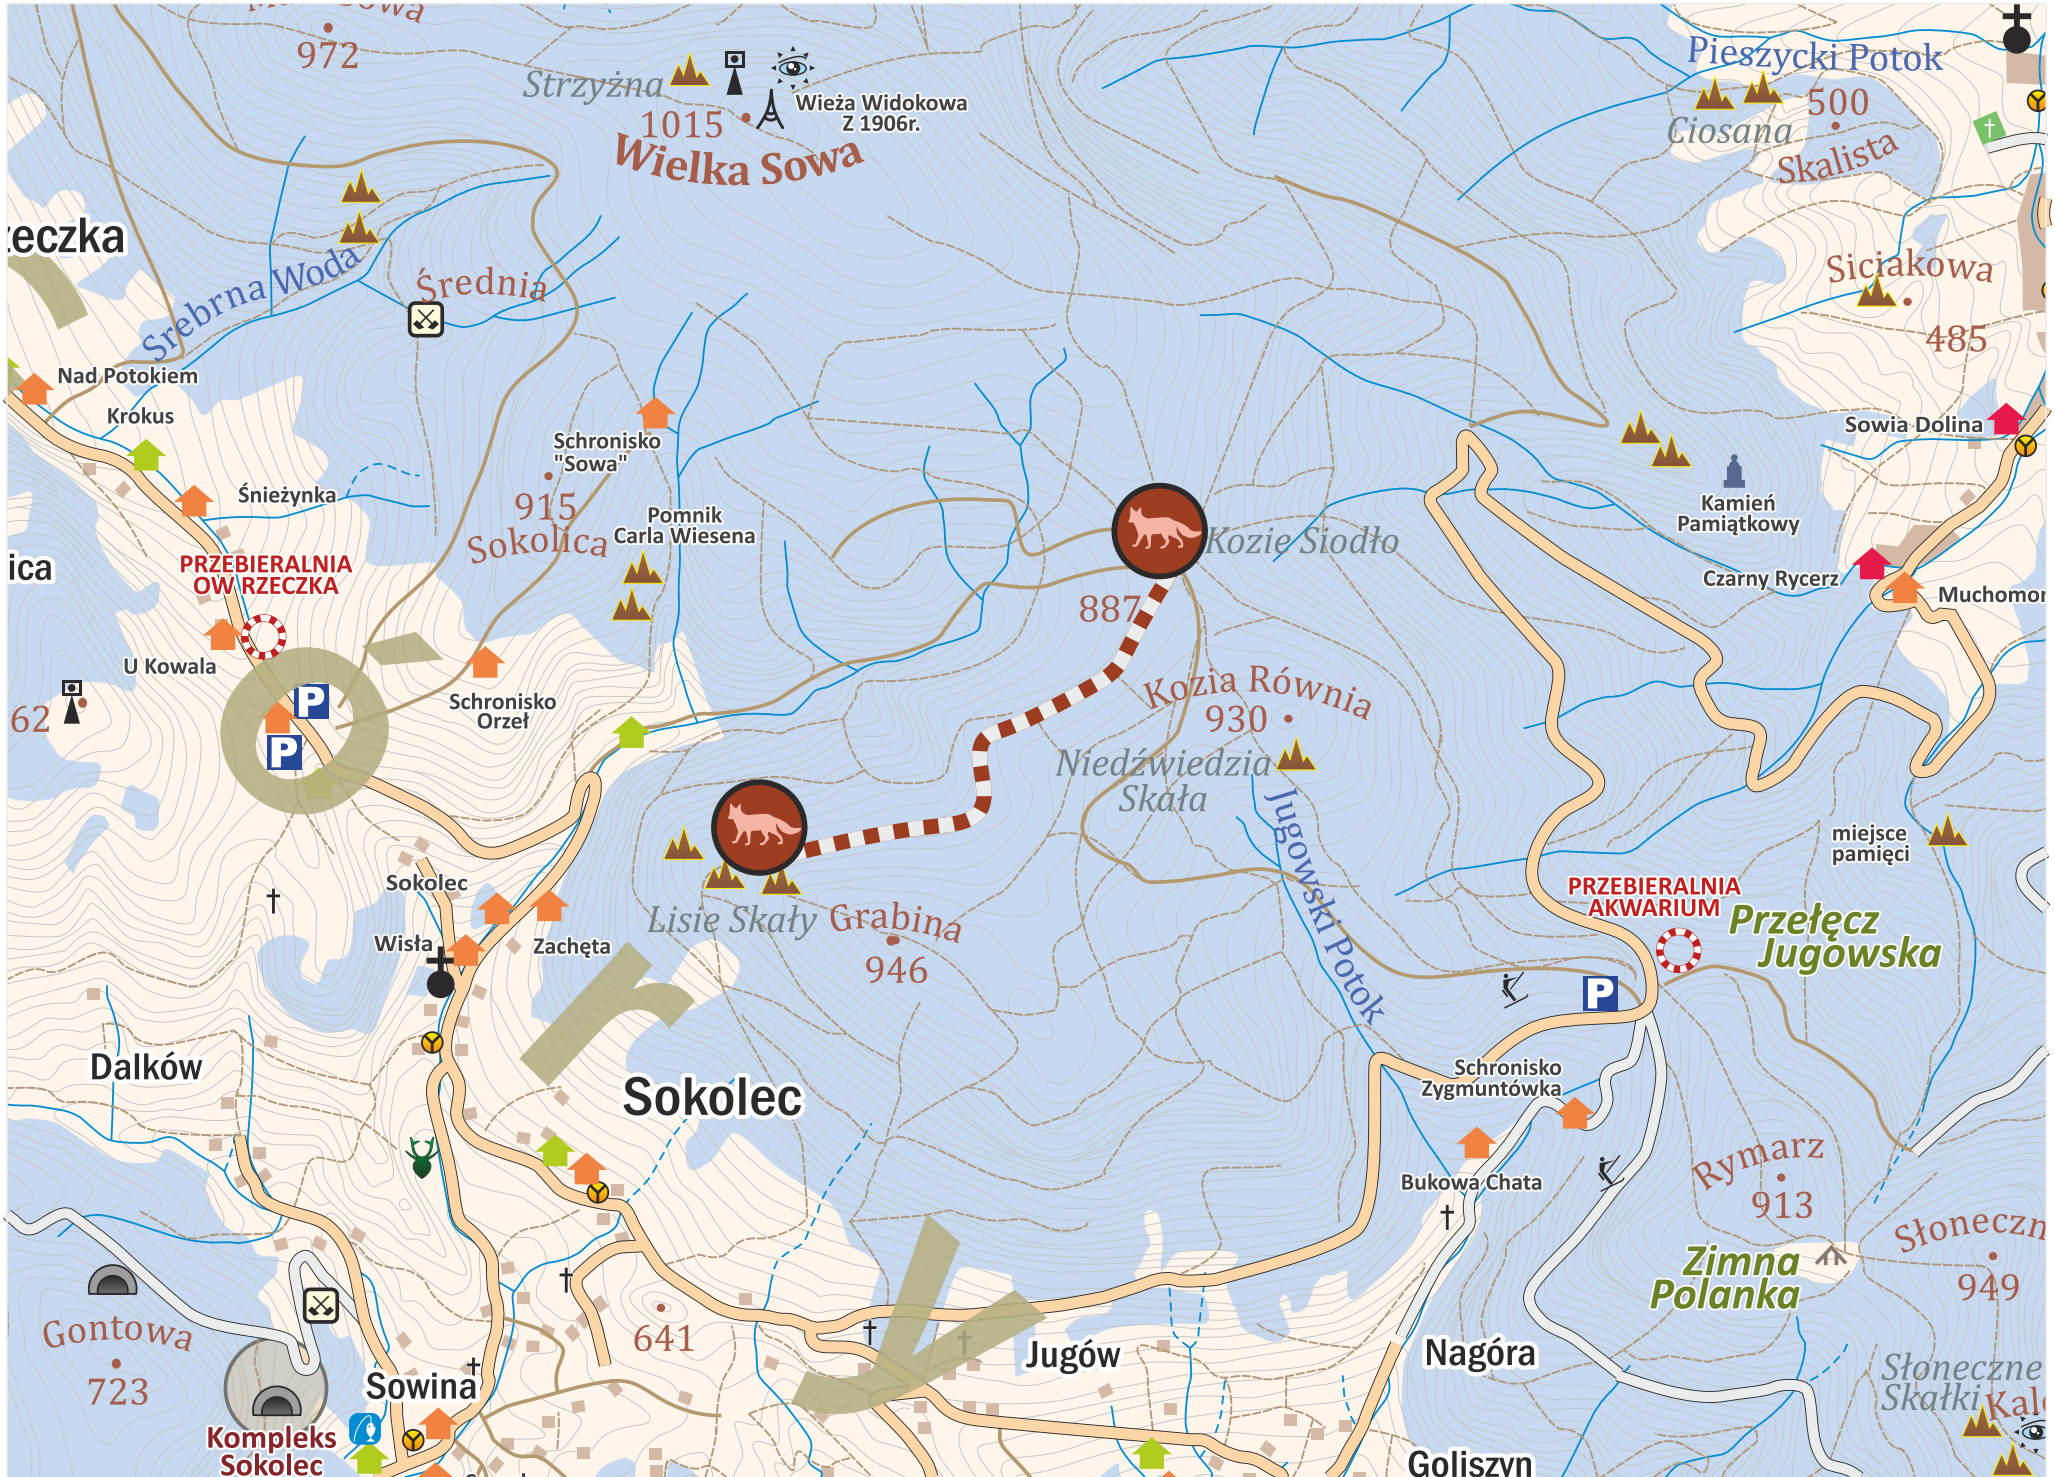 972
Strzyżna
Wieża Widokowa
Z 1906r.
1015
Wielka Sowa
Pieszycki Potok
500
Ciosana
Skalista
Siciakowa
485
zeczka
Srebrna Woda
Średnia
Nad Potokiem
Krokus
Śnieżynka
Schronisko
"Sowa"
915
Sokolica
Pomnik
Carla Wiesena
Sowia Dolina
Kamień
Pamiątkowy
Czarny Rycerz
Muchomor
Kozie Siodło
887
ica
PRZEBIERALNIA
OW RZECZKA
U Kowala
P
P
62
Schronisko
Orzeł
Kozia Równia
930
Niedźwiedzia
Skała
Jugowski Potok
miejsce
pamięci
Sokolec
Wisła
Zachęta
Lisie Skały
Grabina
946
PRZEBIERALNIA
AKWARIUM
Przełęcz
Jugowska
P
Dalków
Sokolec
Schronisko
Zygmuntówka
Bukowa Chata
Rymarz
913
Zimna
Polanka
Słoneczn
949
Gontowa
723
641
Jugów
Nagóra
Słoneczne
Skałki
Kale
Sowina
Kompleks
Sokolec
Goliszyn